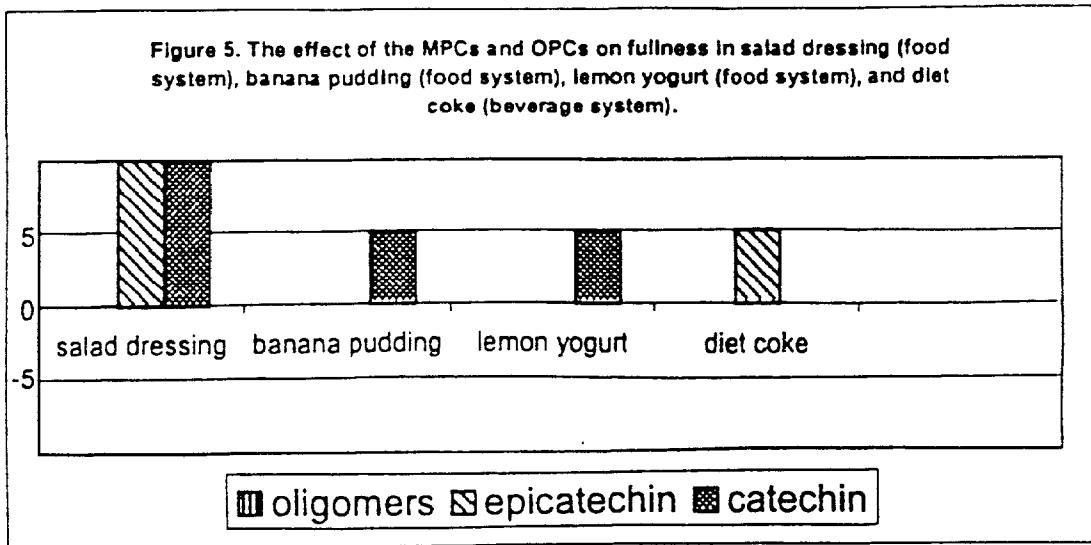 Figure 5. The effect of the MPCs and OPCs on fullness in salad dressing (food
system), banana pudding (food system), lemon yogurt (food system), and diet
coke (beverage system).
5
0
salad dressing banana pudding lemon yogurt diet coke
-5
oligomers epicatechin catechin